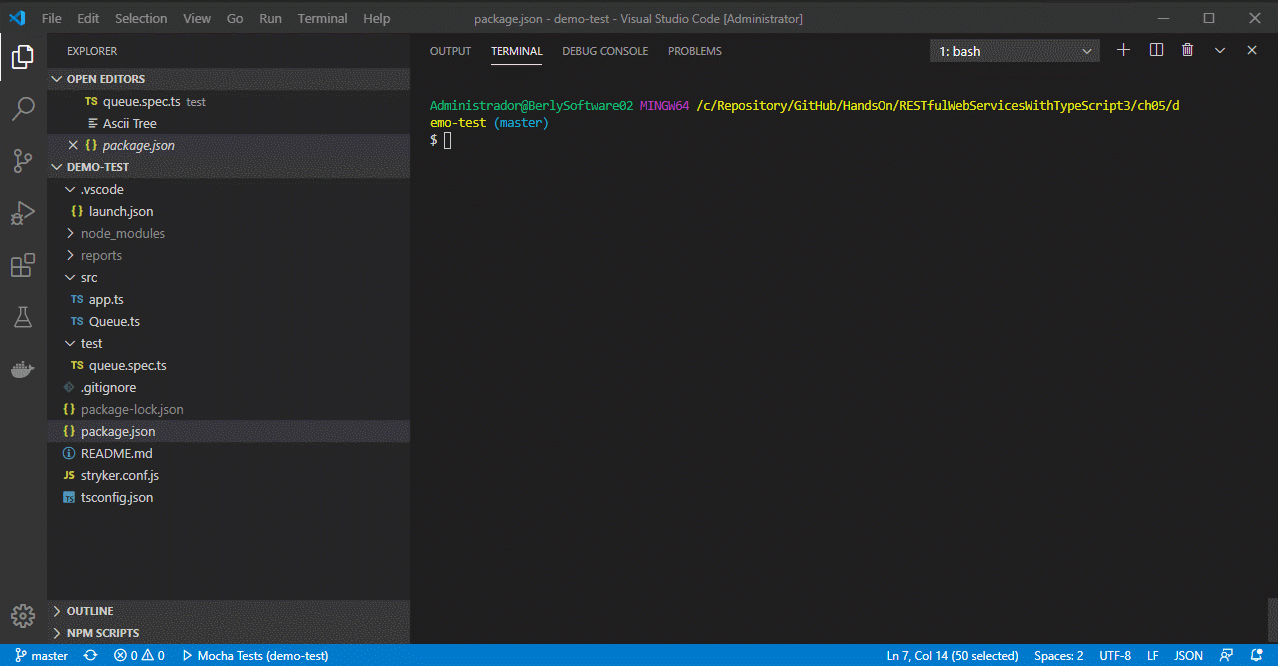 File Edit Selection View Go Run Terminal Help package.json - demo-test - Visual Studio Code [Administrator]
EXPLORER
OPEN EDITORS
TS queue.spec.ts test
Ascii Tree
{} package.json
DEMO-TEST
.vscode
{} launch.json
node_modules
reports
src
TS app.ts
TS Queue.ts
test
TS queue.spec.ts
.gitignore
{} package-lock.json
{} package.json
README.md
JS stryker.conf.js
TS tsconfig.json
OUTLINE
NPM SCRIPTS
OUTPUT TERMINAL DEBUG CONSOLE PROBLEMS 1: bash
Administrador@BerlySoftware02 MINGW64 /c/Repository/GitHub/HandsOn/RESTfulWebServicesWithTypeScript3/ch05/d
emo-test (master)
$
master 0 0 Mocha Tests (demo-test) Ln 7, Col 14 (50 selected) Spaces: 2 UTF-8 LF JSON